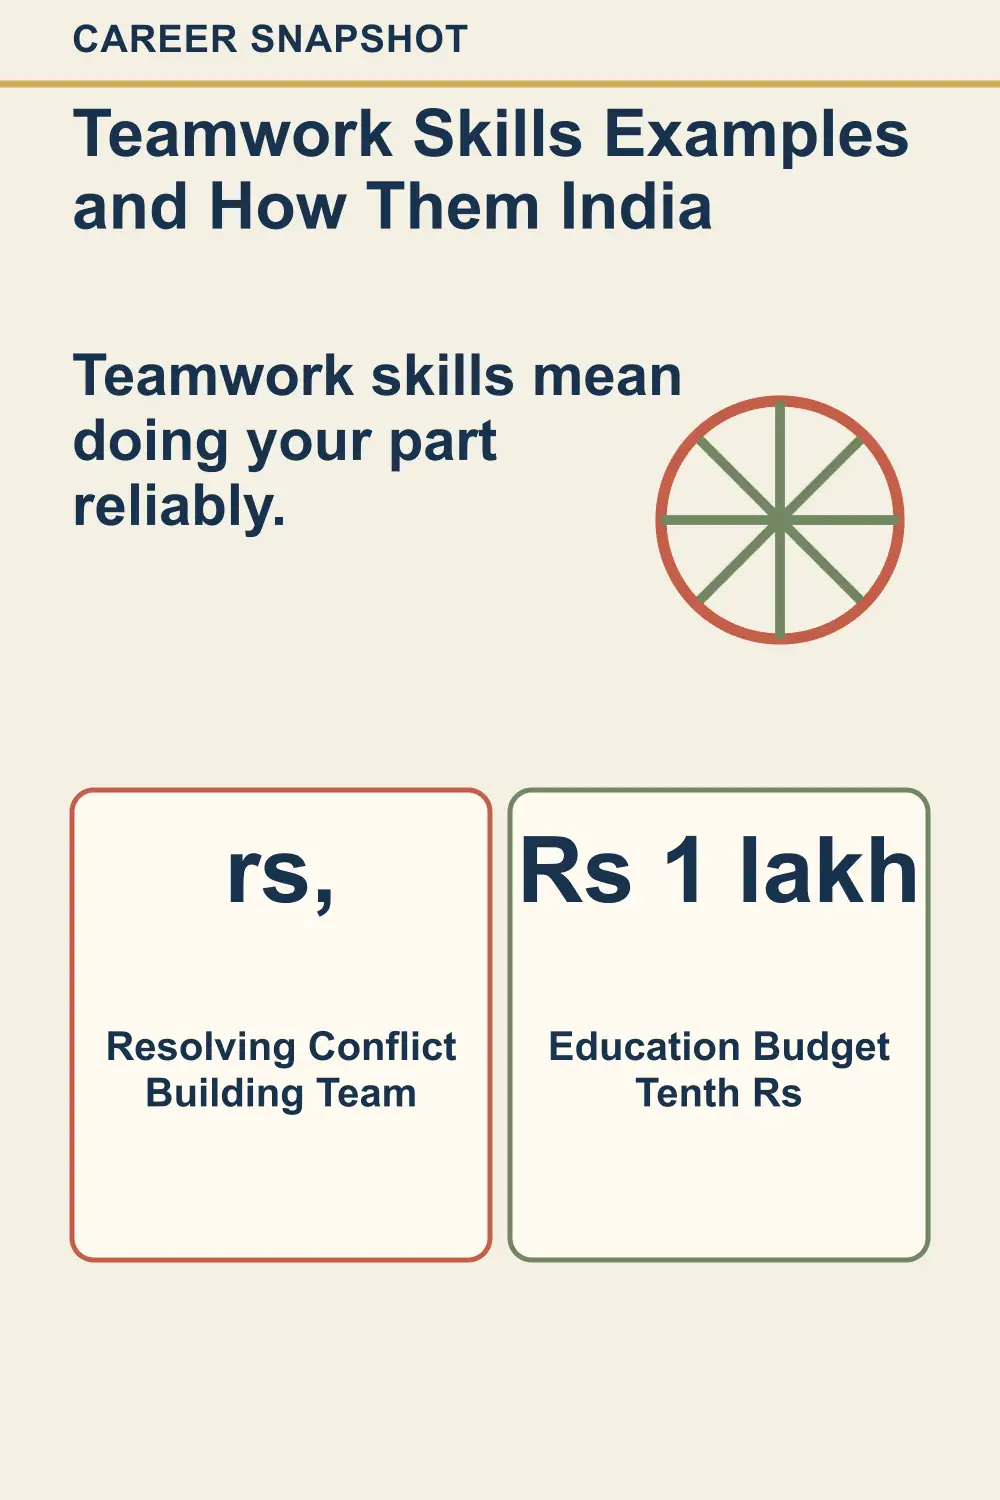 CAREER SNAPSHOT
Teamwork Skills Examples
and How Them India
Teamwork skills mean
doing your part
reliably.
rs,
Resolving Conflict
Building Team
Rs 1 lakh
Education Budget
Tenth Rs